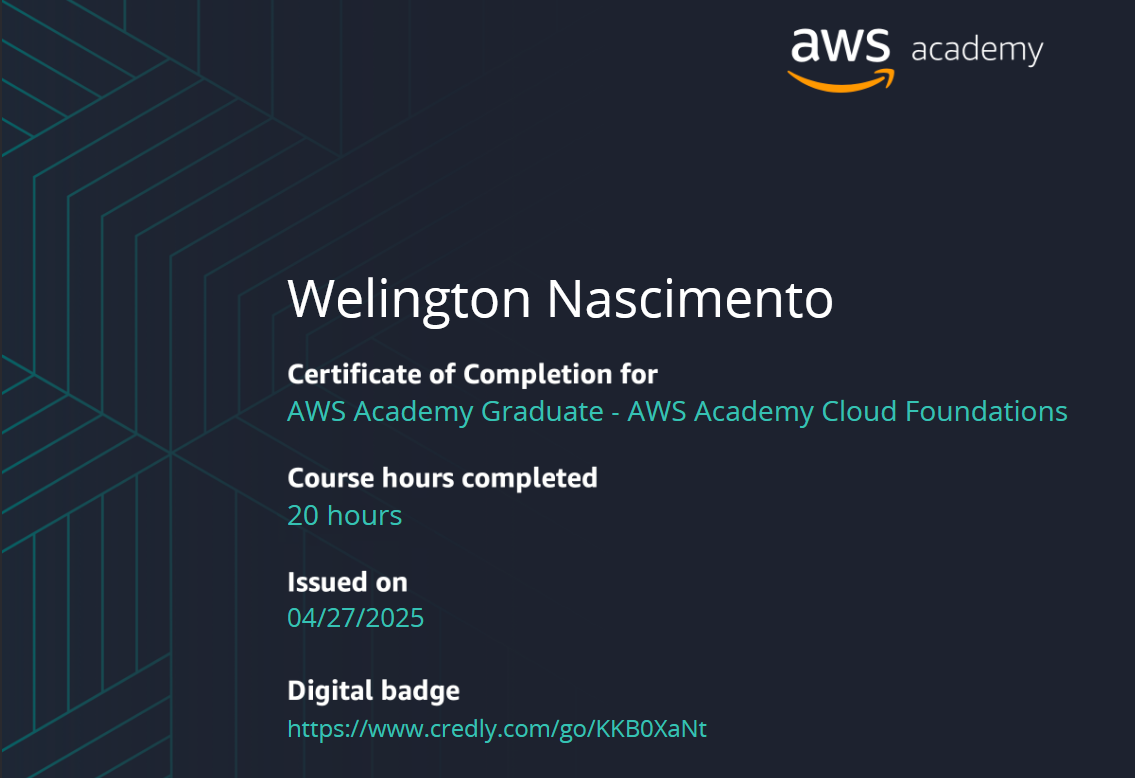 aws academy
Welington Nascimento
Certificate of Completion for
AWS Academy Graduate - AWS Academy Cloud Foundations
Course hours completed
20 hours
Issued on
04/27/2025
Digital badge
https://www.credly.com/go/KKB0XaNt